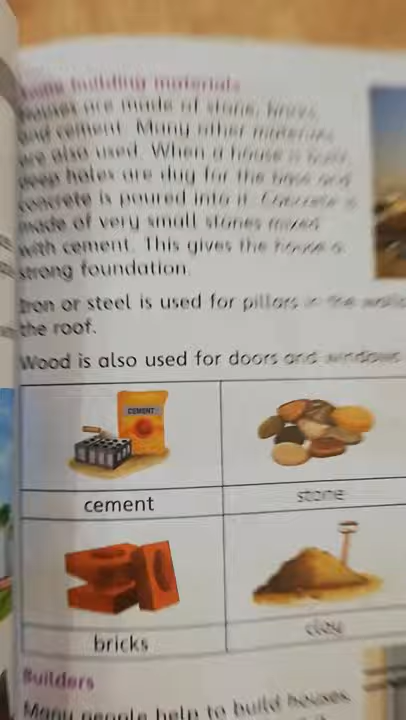 Some building materials
Houses are made of stone, bricks
and cement. Many other materials
are also used. When a house is built,
deep holes are dug for the base and
concrete is poured into it. Concrete is
made of very small stones mixed
with cement. This gives the house a
strong foundation.
Iron or steel is used for pillars in the walls
the roof.
Wood is also used for doors and windows
CEMENT
cement
stone
bricks
clay
Builders
Many people help to build houses